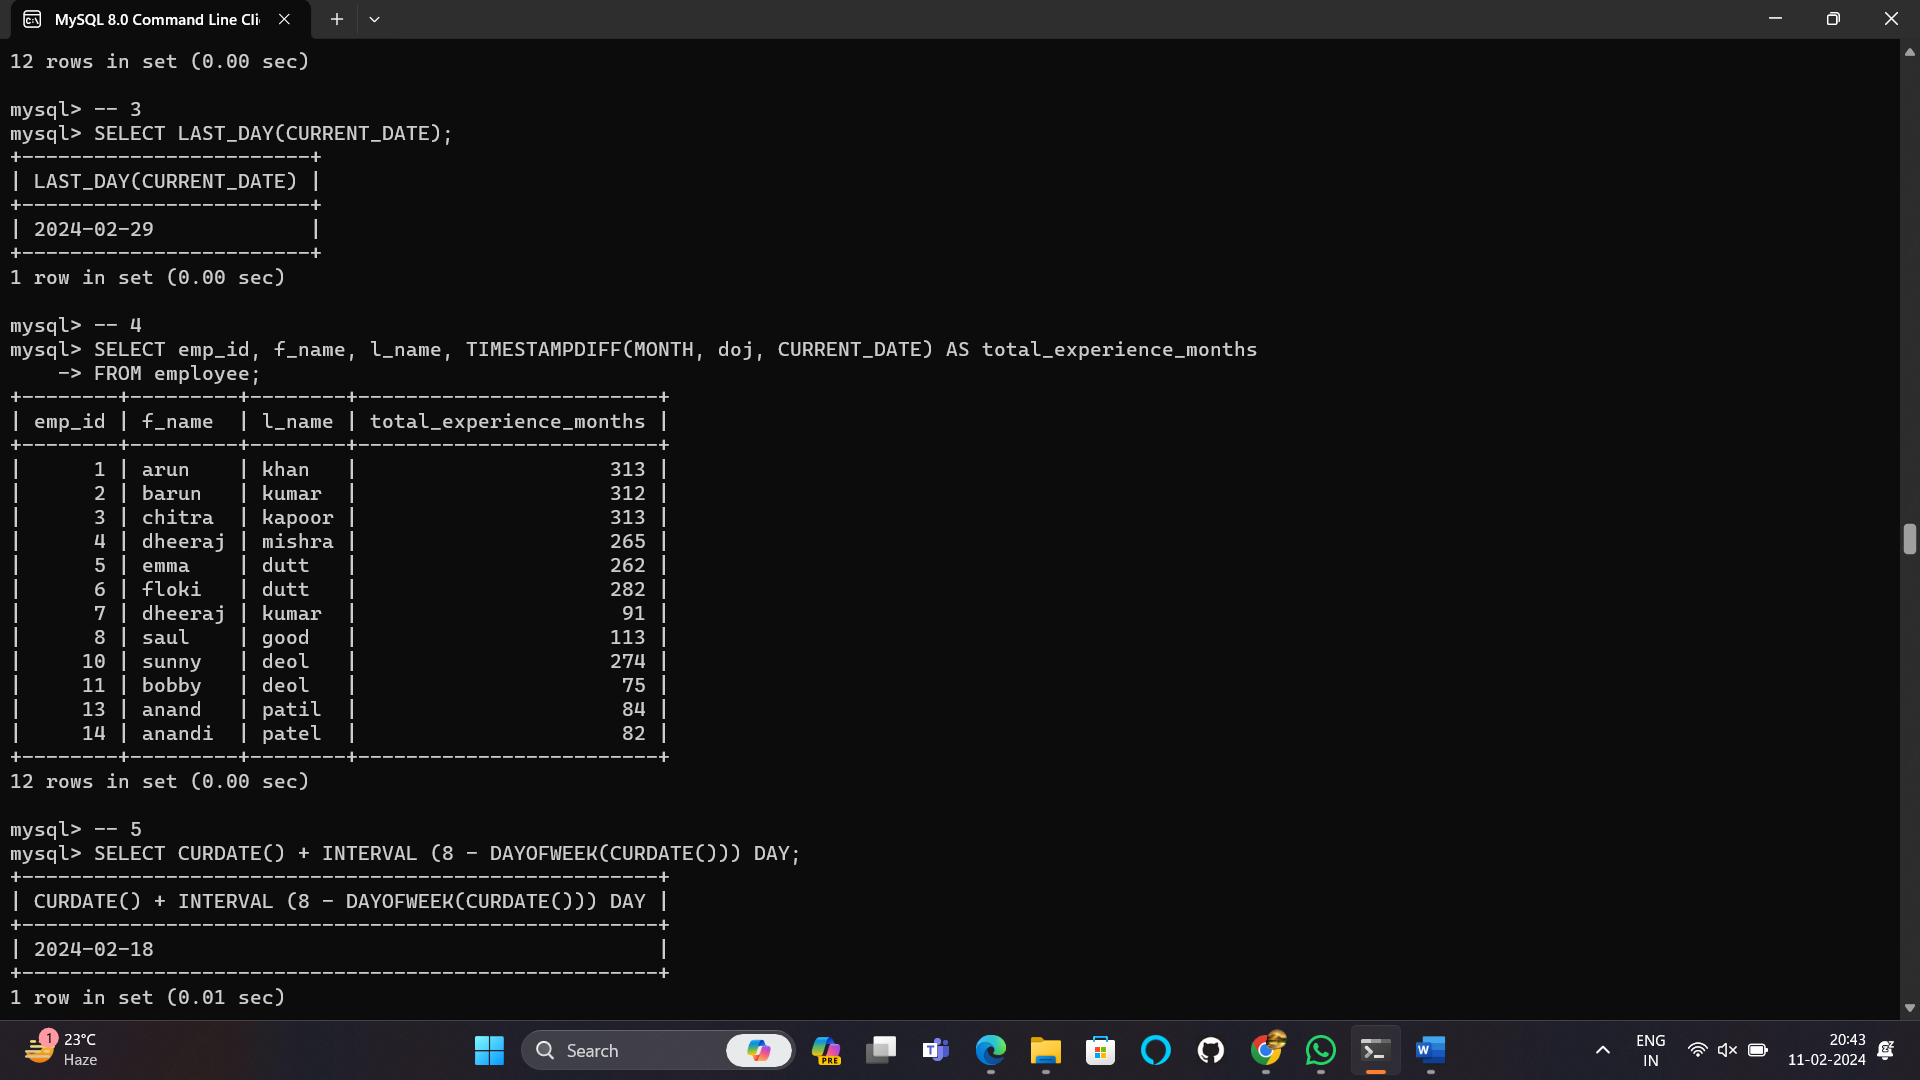 MySQL 8.0 Command Line Cli
12 rows in set (0.00 sec)
mysql> -- 3
mysql> SELECT LAST_DAY(CURRENT_DATE);
+------------------------+
| LAST_DAY(CURRENT_DATE) |
+------------------------+
| 2024-02-29             |
+------------------------+
1 row in set (0.00 sec)
mysql> -- 4
mysql> SELECT emp_id, f_name, l_name, TIMESTAMPDIFF(MONTH, doj, CURRENT_DATE) AS total_experience_months
    -> FROM employee;
+--------+---------+--------+-------------------------+
| emp_id | f_name  | l_name | total_experience_months |
+--------+---------+--------+-------------------------+
|      1 | arun    | khan   |                     313 |
|      2 | barun   | kumar  |                     312 |
|      3 | chitra  | kapoor |                     313 |
|      4 | dheeraj | mishra |                     265 |
|      5 | emma    | dutt   |                     262 |
|      6 | floki   | dutt   |                     282 |
|      7 | dheeraj | kumar  |                      91 |
|      8 | saul    | good   |                     113 |
|     10 | sunny   | deol   |                     274 |
|     11 | bobby   | deol   |                      75 |
|     13 | anand   | patil  |                      84 |
|     14 | anandi  | patel  |                      82 |
+--------+---------+--------+-------------------------+
12 rows in set (0.00 sec)
mysql> -- 5
mysql> SELECT CURDATE() + INTERVAL (8 - DAYOFWEEK(CURDATE())) DAY;
+-----------------------------------------------------+
| CURDATE() + INTERVAL (8 - DAYOFWEEK(CURDATE())) DAY |
+-----------------------------------------------------+
| 2024-02-18                                          |
+-----------------------------------------------------+
1 row in set (0.01 sec)
1
23°C
Haze
Search
PRE
ENG
IN
20:43
11-02-2024